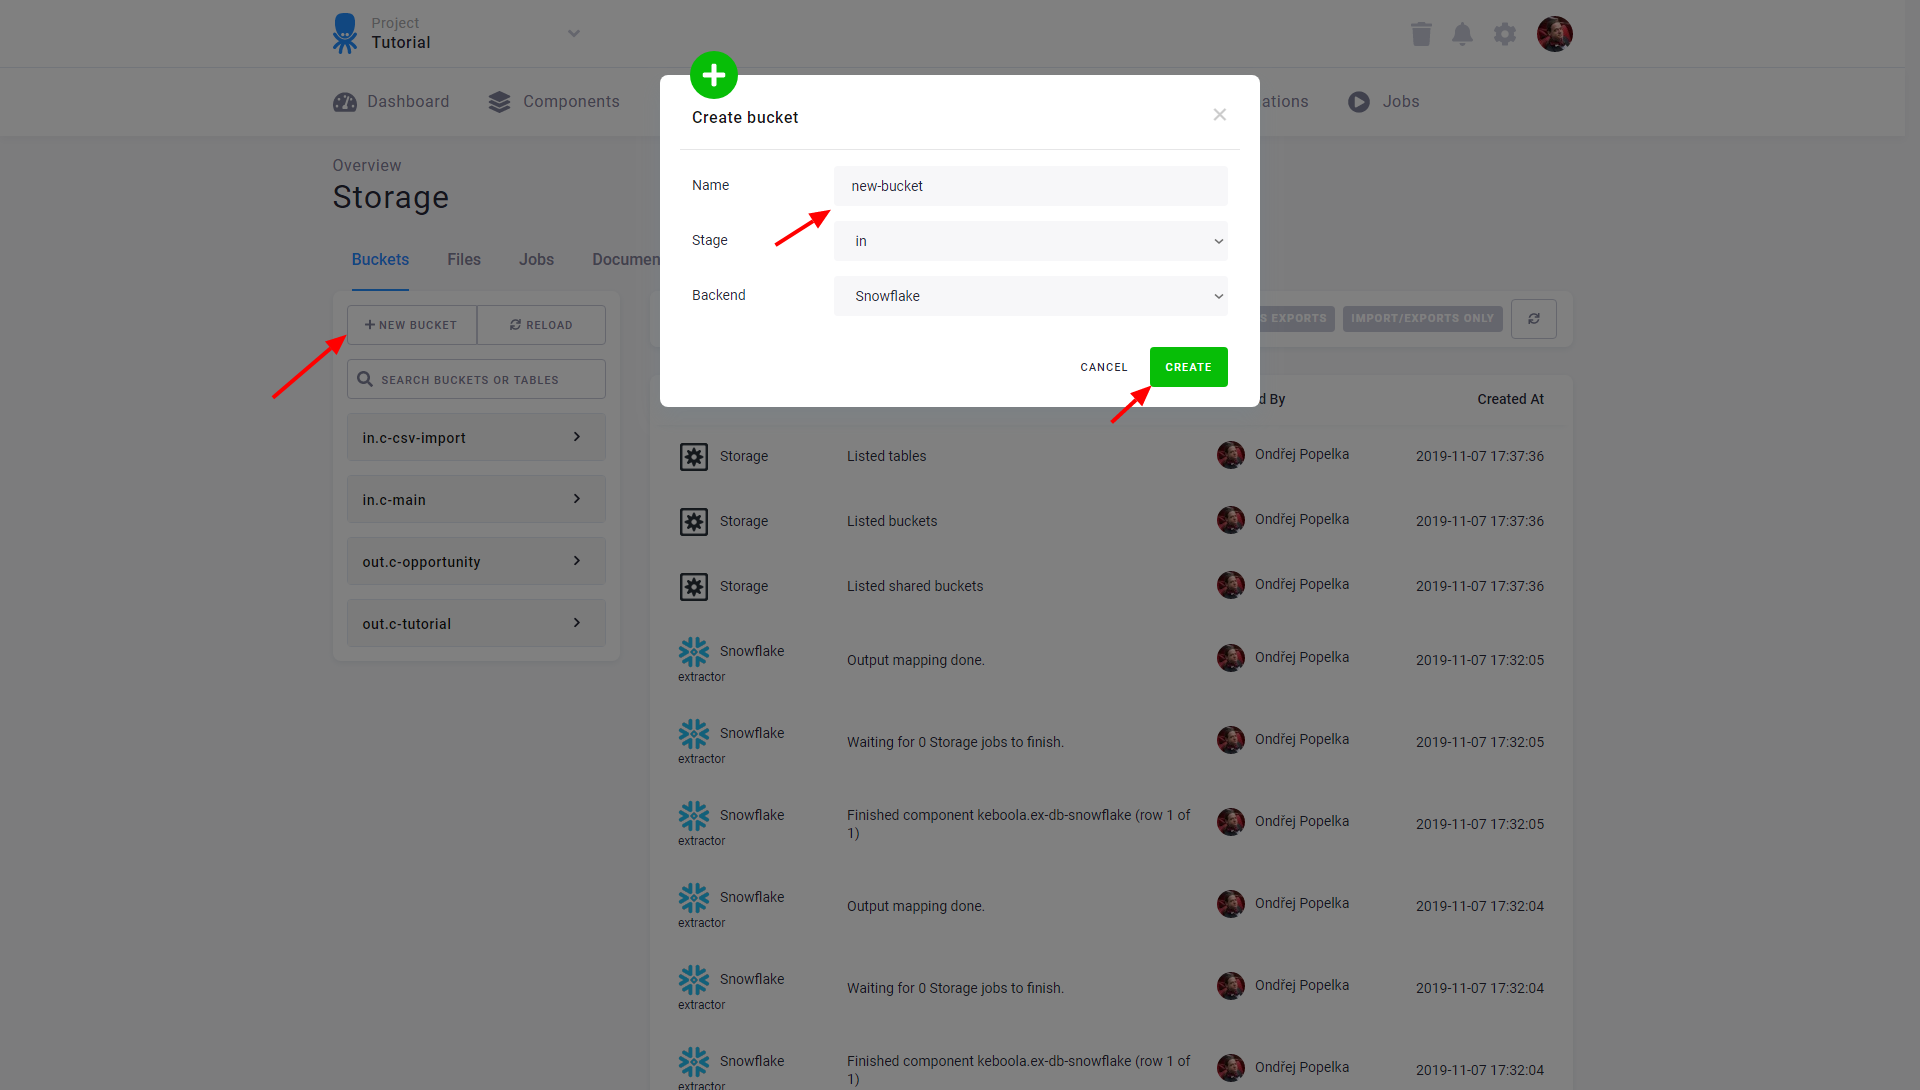 Project
Tutorial
Dashboard
Components
ations
Jobs
Create bucket
Name
new-bucket
Stage
in
Backend
Snowflake
CANCEL
CREATE
Overview
Storage
Buckets
Files
Jobs
Documen
NEW BUCKET
RELOAD
SEARCH BUCKETS OR TABLES
in.c-csv-import
in.c-main
out.c-opportunity
out.c-tutorial
S EXPORTS
IMPORT/EXPORTS ONLY
d By
Created At
Storage
Listed tables
Ondřej Popelka
2019-11-07 17:37:36
Storage
Listed buckets
Ondřej Popelka
2019-11-07 17:37:36
Storage
Listed shared buckets
Ondřej Popelka
2019-11-07 17:37:36
Snowflake
extractor
Output mapping done.
Ondřej Popelka
2019-11-07 17:32:05
Snowflake
extractor
Waiting for 0 Storage jobs to finish.
Ondřej Popelka
2019-11-07 17:32:05
Snowflake
extractor
Finished component keboola.ex-db-snowflake (row 1 of
1)
Ondřej Popelka
2019-11-07 17:32:05
Snowflake
extractor
Output mapping done.
Ondřej Popelka
2019-11-07 17:32:04
Snowflake
extractor
Waiting for 0 Storage jobs to finish.
Ondřej Popelka
2019-11-07 17:32:04
Snowflake
extractor
Finished component keboola.ex-db-snowflake (row 1 of
1)
Ondřej Popelka
2019-11-07 17:32:04